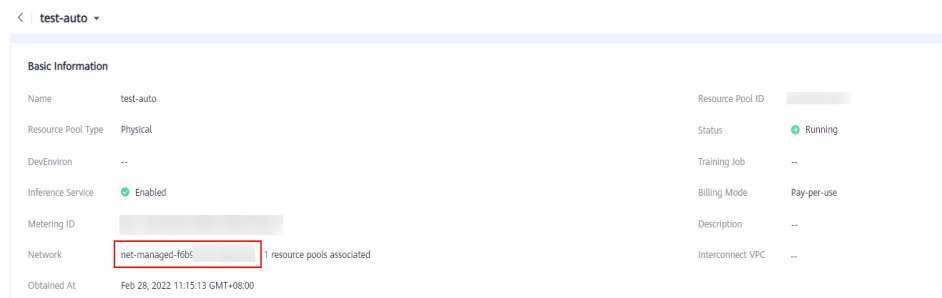 test-auto
Basic Information
Name test-auto Resource Pool ID
Resource Pool Type Physical Status Running
DevEnviron -- Training Job --
Inference Service Enabled Billing Mode Pay-per-use
Metering ID Description --
Network net-managed-f6b9 1 resource pools associated Interconnect VPC --
Obtained At Feb 28, 2022 11:15:13 GMT+08:00